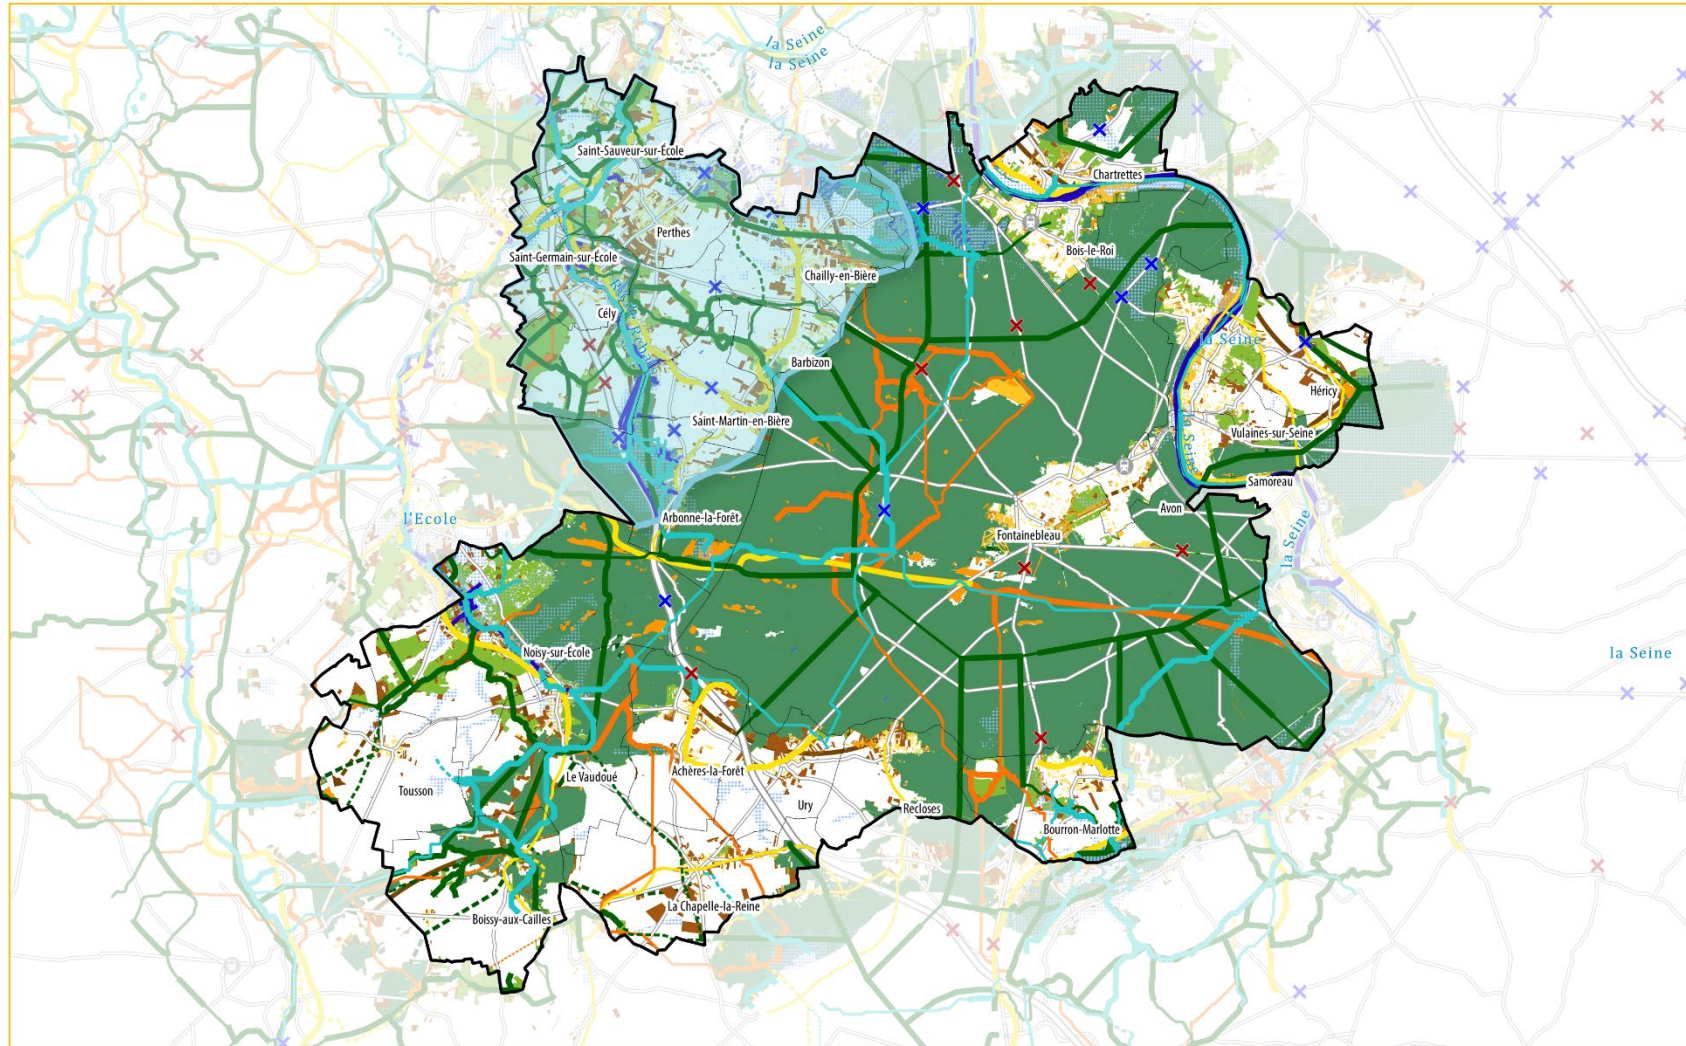 la Seine
la Seine
Saint-Sauveur-sur-École
Chartrettes
Perthes
Bois-le-Roi
Saint-Germain-sur-École
Chailly-en-Bière
Cély
la Seine
Barbizon
Héricy
Saint-Martin-en-Bière
Vulaines-sur-Seine
la Seine
Samoreau
Avon
l'Ecole
Arbonne-la-Forêt
Fontainebleau
la Seine
Noisy-sur-École
la Seine
Le Vaudoué
Achères-la-Forêt
Tousson
Ury
Recloses
Bourron-Marlotte
La Chapelle-la-Reine
Boissy-aux-Cailles